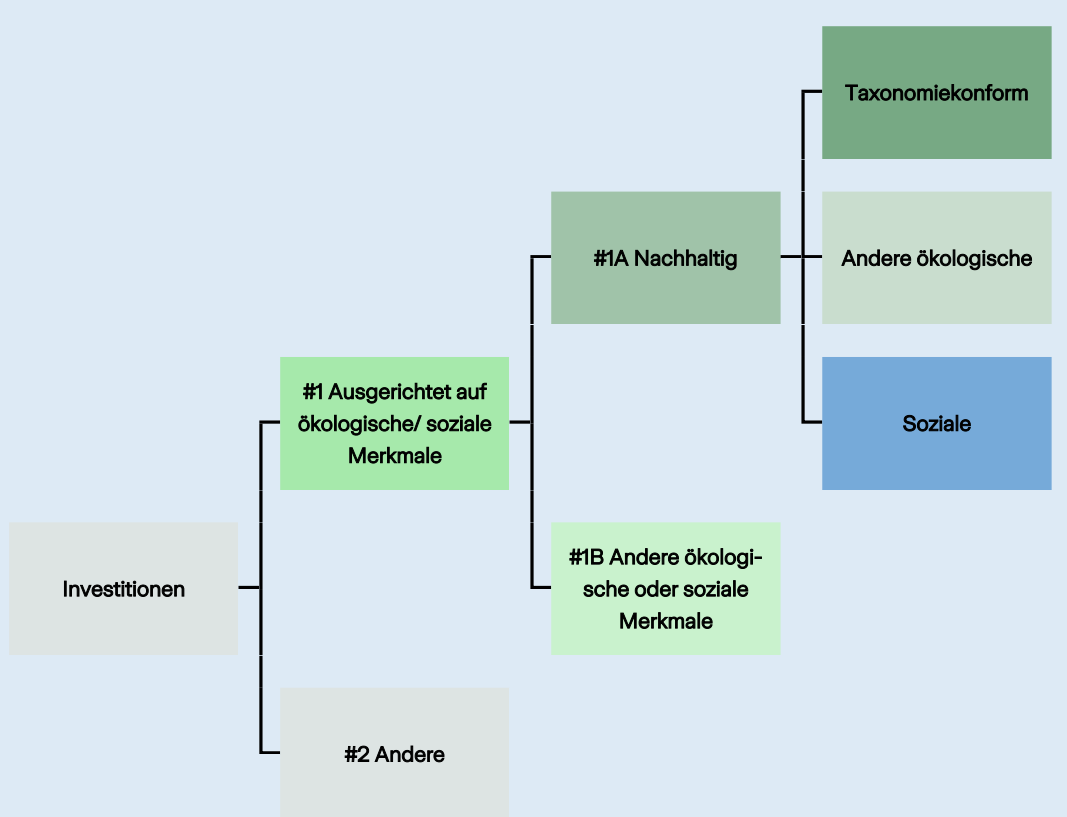 Taxonomiekonform
#1A Nachhaltig
Andere ökologische
#1 Ausgerichtet auf
ökologische/ soziale
Merkmale
Soziale
Investitionen
#1B Andere ökologi-
sche oder soziale
Merkmale
#2 Andere